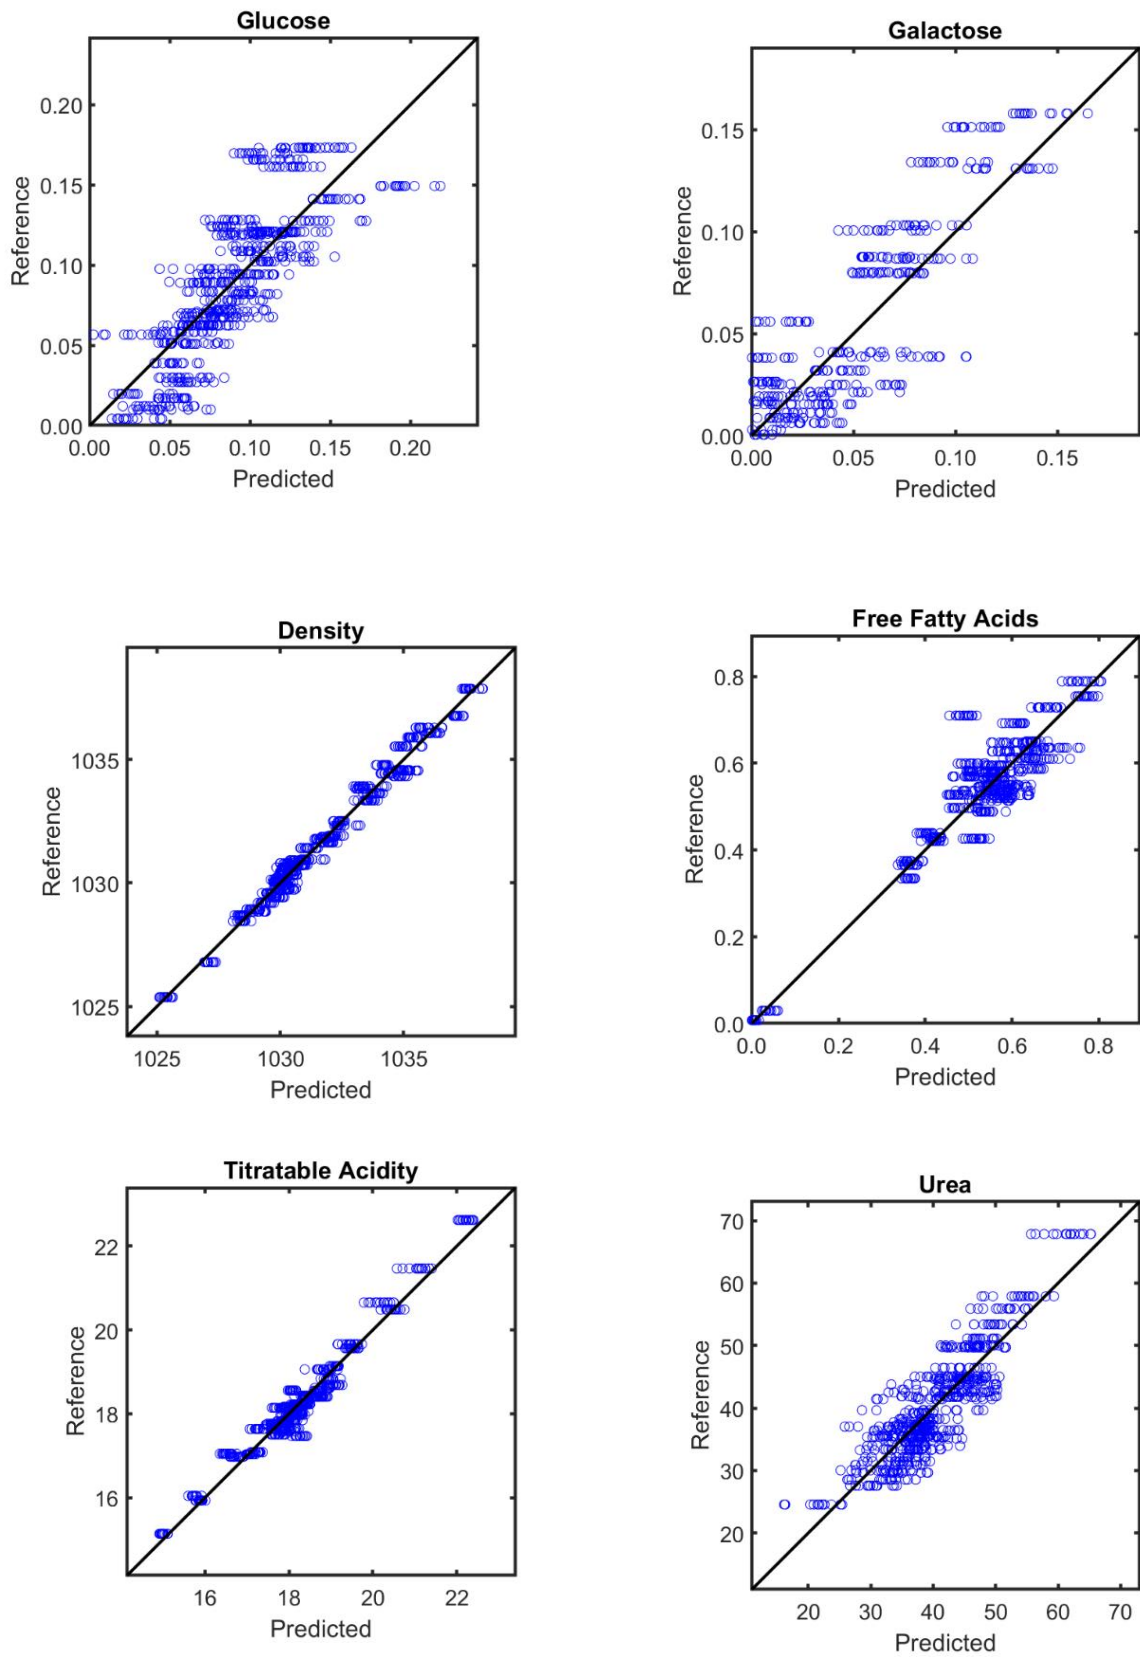 Glucose
0.20
0.15
0.10
0.05
0.00
Reference
0.00 0.05 0.10 0.15 0.20
Predicted
Galactose
0.15
0.10
0.05
0.00
Reference
0.00 0.05 0.10 0.15
Predicted
Density
1035
1030
1025
Reference
1025 1030 1035
Predicted
Free Fatty Acids
0.8
0.6
0.4
0.2
0.0
Reference
0.0 0.2 0.4 0.6 0.8
Predicted
Titratable Acidity
22
20
18
16
Reference
16 18 20 22
Predicted
Urea
70
60
50
40
30
20
Reference
20 30 40 50 60 70
Predicted